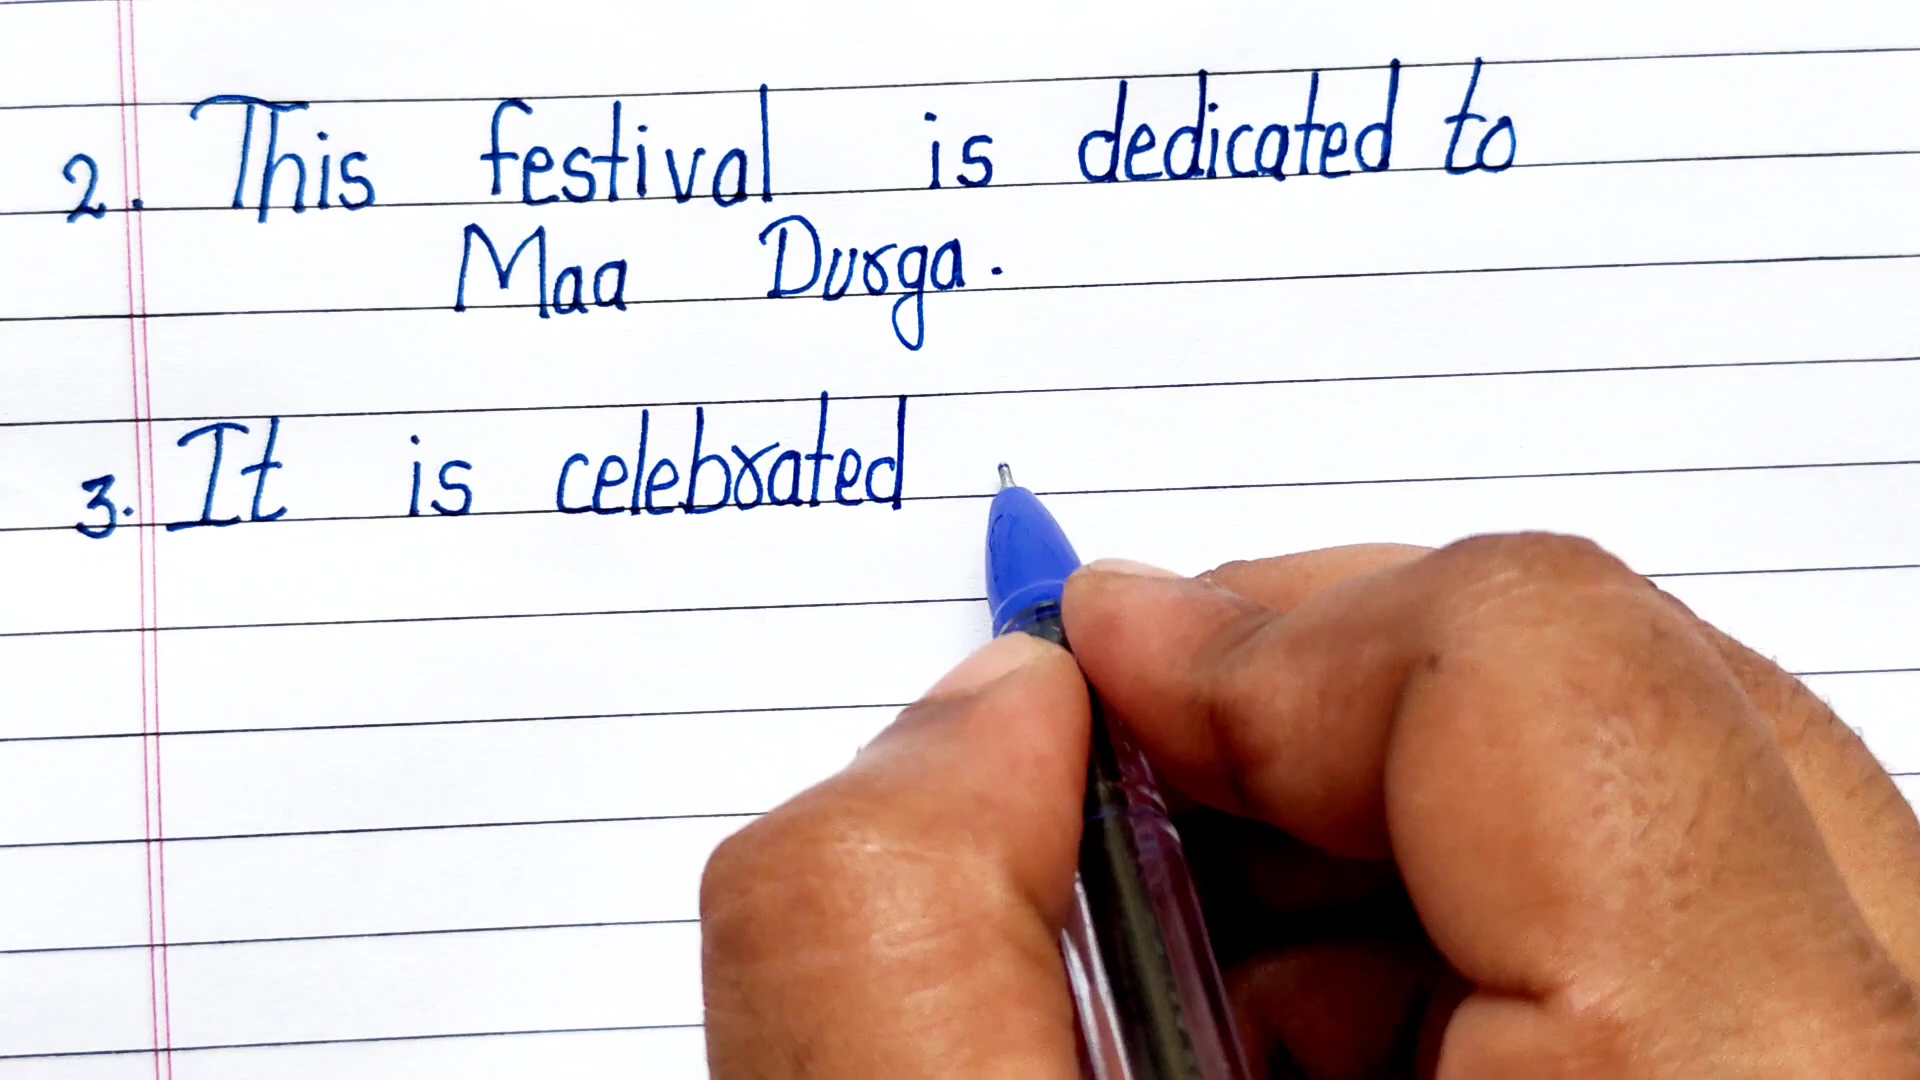 2. This festival is dedicated to
Maa Durga.
3. It is celebrated